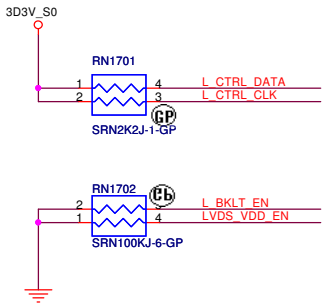 3D3V_S0
RN1701
1 4 L_CTRL_DATA
2 3 L_CTRL_CLK
GP
SRN2K2J-1-GP
RN1702
Cb
2 3 L_BKLT_EN
1 4 LVDS_VDD_EN
SRN100KJ-6-GP